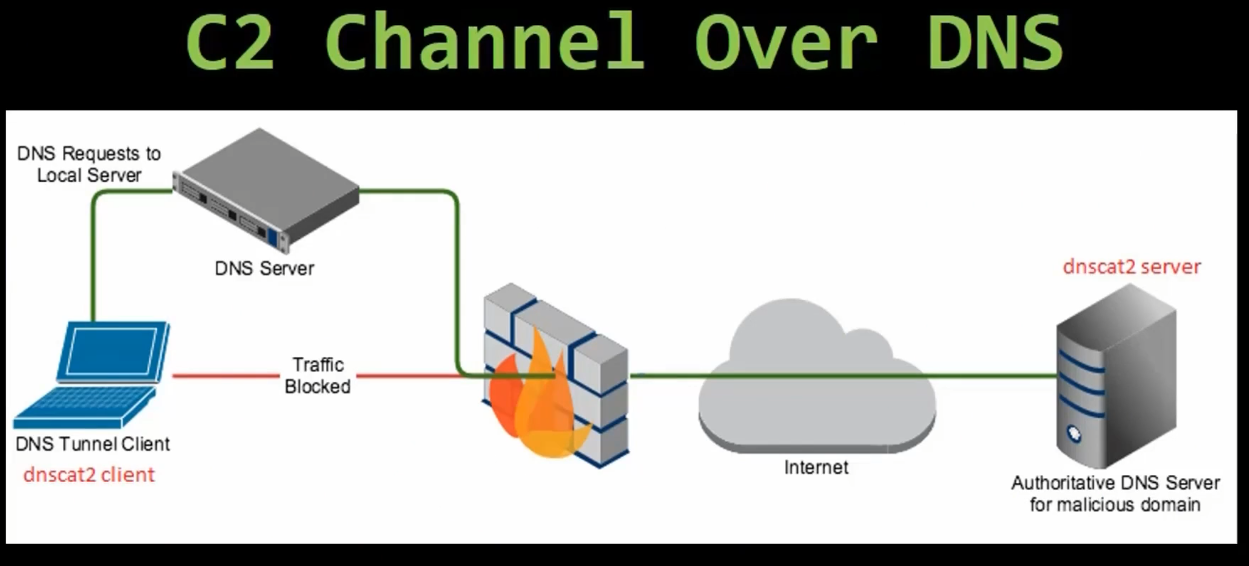 C2 Channel Over DNS
DNS Requests to
Local Server
DNS Server
dnscat2 server
Traffic
Blocked
DNS Tunnel Client
dnscat2 client
Internet
Authoritative DNS Server
for malicious domain